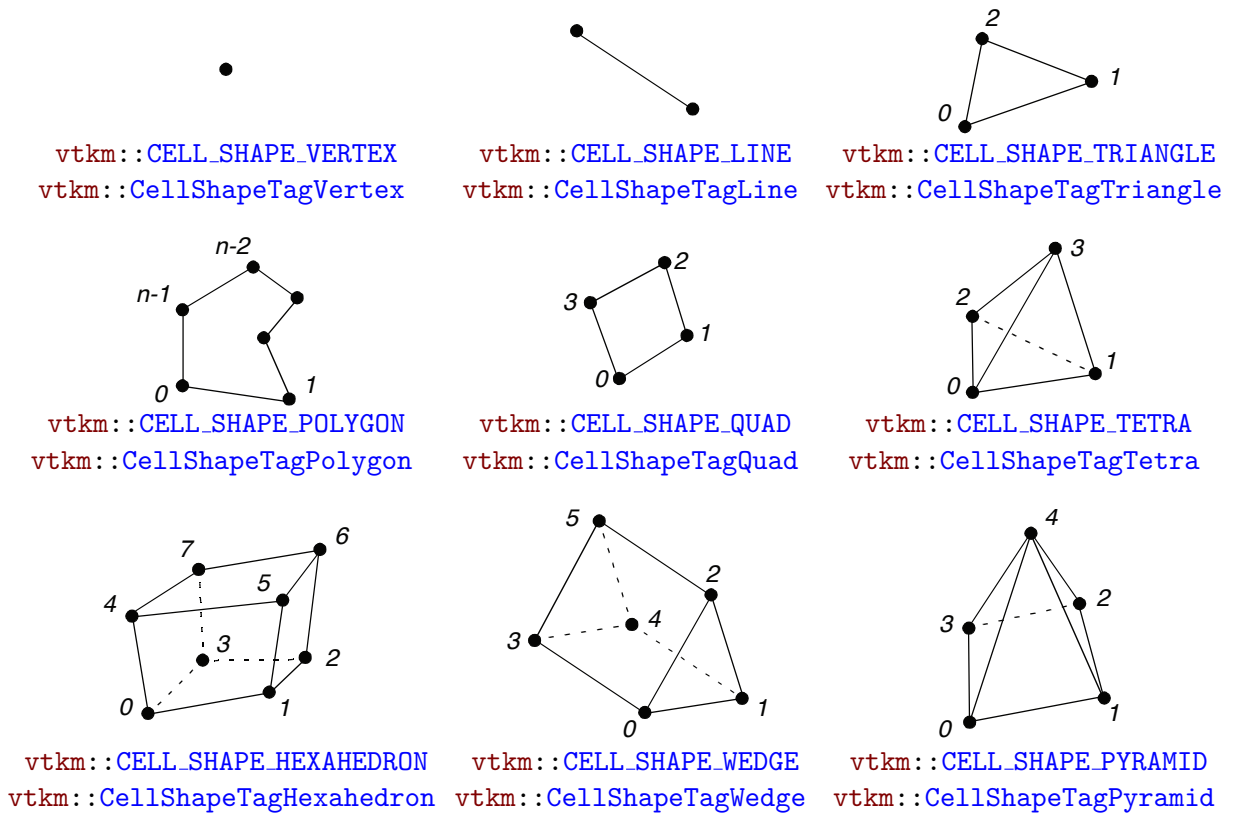 2
1
0
vtkm::CELL_SHAPE_VERTEX
vtkm::CELL_SHAPE_LINE
vtkm::CELL_SHAPE_TRIANGLE
vtkm::CellShapeTagVertex
vtkm::CellShapeTagLine
vtkm::CellShapeTagTriangle
n-2
n-1
0
1
2
3
1
0
3
2
1
0
vtkm::CELL_SHAPE_POLYGON
vtkm::CELL_SHAPE_QUAD
vtkm::CELL_SHAPE_TETRA
vtkm::CellShapeTagPolygon
vtkm::CellShapeTagQuad
vtkm::CellShapeTagTetra
7
6
5
4
3
2
0
1
5
2
4
3
0
1
4
2
3
0
1
vtkm::CELL_SHAPE_HEXAHEDRON
vtkm::CELL_SHAPE_WEDGE
vtkm::CELL_SHAPE_PYRAMID
vtkm::CellShapeTagHexahedron
vtkm::CellShapeTagWedge
vtkm::CellShapeTagPyramid